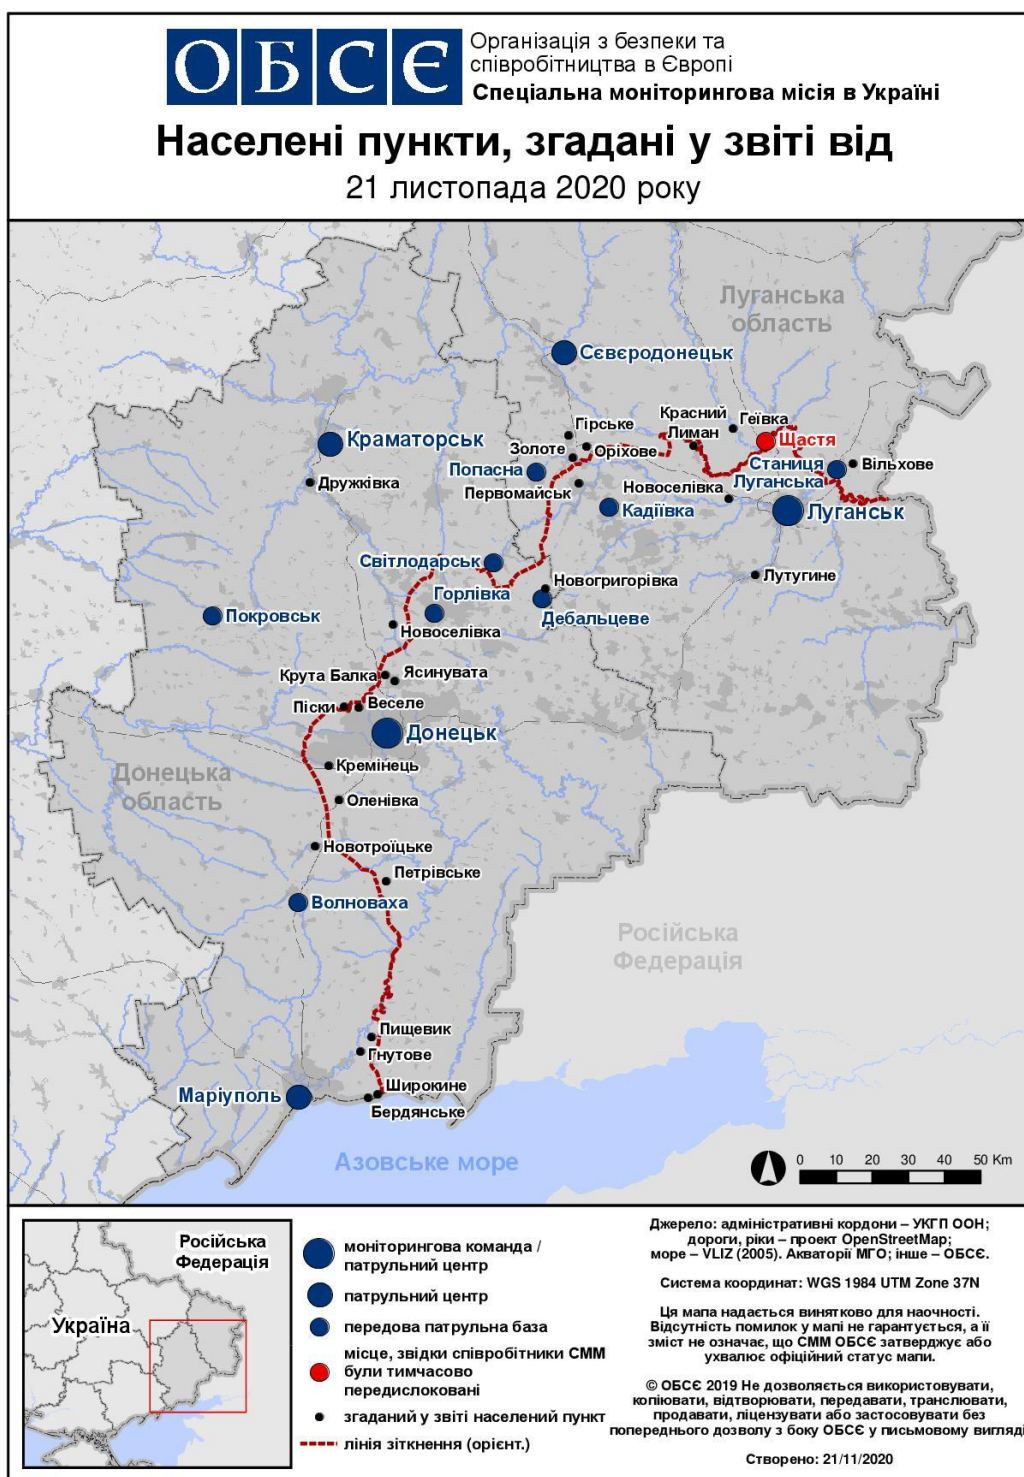 ОБСЄ
Організація з безпеки та
співробітництва в Європі
Спеціальна моніторингова місія в Україні
Населені пункти, згадані у звіті від
21 листопада 2020 року
Луганська
область
Сєвєродонецьк
Красний
Лиман
Геївка
Гірське
Щастя
Краматорськ
Золоте
Оріхове
Попасна
Станиця
Луганська
Вільхове
Дружківка
Первомайськ
Новоселівка
Кадіївка
Луганськ
Світлодарськ
Новогригорівка
Лутугине
Горлівка
Дебальцеве
Покровськ
Новоселівка
Крута Балка
Ясинувата
Піски
Веселе
Донецьк
Кремінець
Донецька
область
Оленівка
Новотроїцьке
Петрівське
Волноваха
Російська
Федерація
Пищевик
Гнутове
Широкине
Маріуполь
Бердянське
Азовське море
0 10 20 30 40 50 Km
Російська
Федерація
Україна
моніторингова команда /
патрульний центр
патрульний центр
передова патрульна база
місце, звідки співробітники СММ
були тимчасово
передислоковані
згаданий у звіті населений пункт
лінія зіткнення (орієнт.)
Джерело: адміністративні кордони – УКГП ООН;
дороги, ріки – проект OpenStreetMap;
море – VLIZ (2005). Акваторії МГО; інше – ОБСЄ.
Система координат: WGS 1984 UTM Zone 37N
Ця мапа надається винятково для наочності.
Відсутність помилок у мапі не гарантується, а її
зміст не означає, що СММ ОБСЄ затверджує або
ухвалює офіційний статус мапи.
© ОБСЄ 2019 Не дозволяється використовувати,
копіювати, відтворювати, передавати, транслювати,
продавати, ліцензувати або застосовувати без
попереднього дозволу з боку ОБСЄ у письмовому вигляді
Створено: 21/11/2020